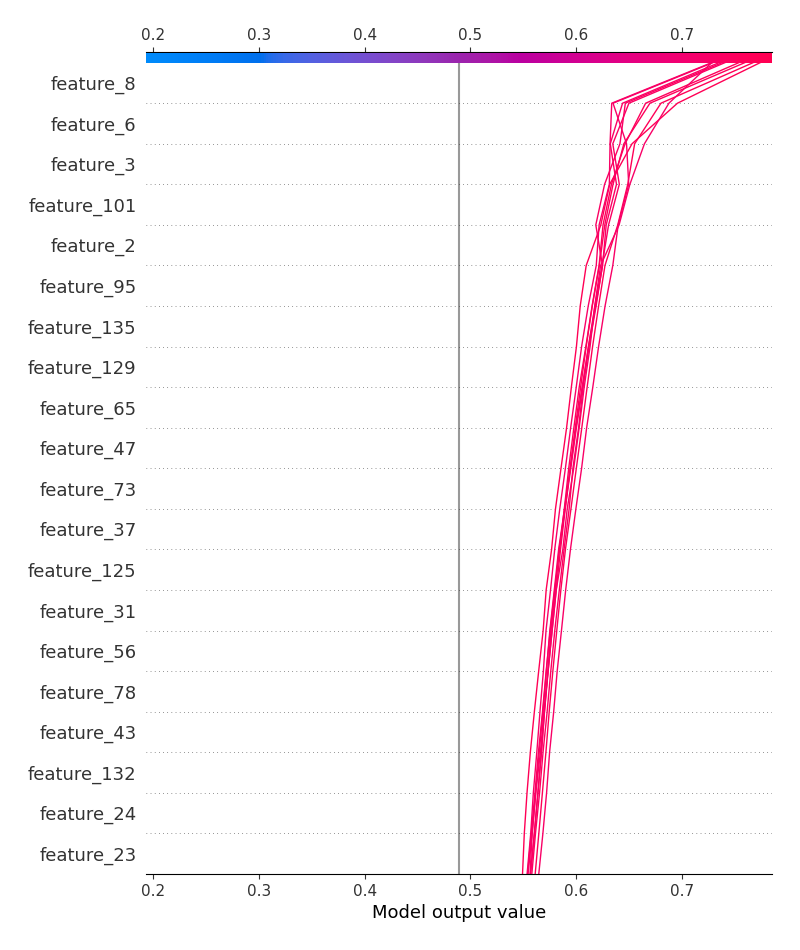 0.2 0.3 0.4 0.5 0.6 0.7
feature_8
feature_6
feature_3
feature_101
feature_2
feature_95
feature_135
feature_129
feature_65
feature_47
feature_73
feature_37
feature_125
feature_31
feature_56
feature_78
feature_43
feature_132
feature_24
feature_23
0.2 0.3 0.4 0.5 0.6 0.7
Model output value